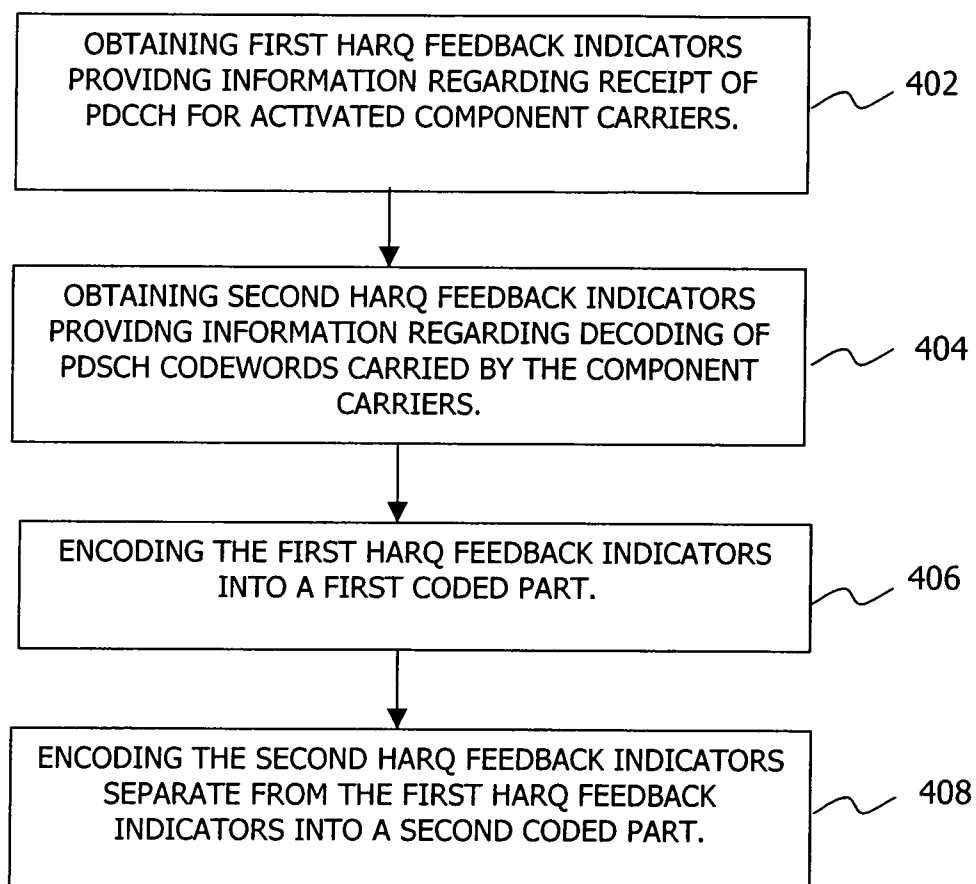 OBTAINING FIRST HARQ FEEDBACK INDICATORS
PROVIDNG INFORMATION REGARDING RECEIPT OF
PDCCH FOR ACTIVATED COMPONENT CARRIERS.
402
OBTAINING SECOND HARQ FEEDBACK INDICATORS
PROVIDNG INFORMATION REGARDING DECODING OF
PDSCH CODEWORDS CARRIED BY THE COMPONENT
CARRIERS.
404
ENCODING THE FIRST HARQ FEEDBACK INDICATORS
INTO A FIRST CODED PART.
406
ENCODING THE SECOND HARQ FEEDBACK INDICATORS
SEPARATE FROM THE FIRST HARQ FEEDBACK
INDICATORS INTO A SECOND CODED PART.
408